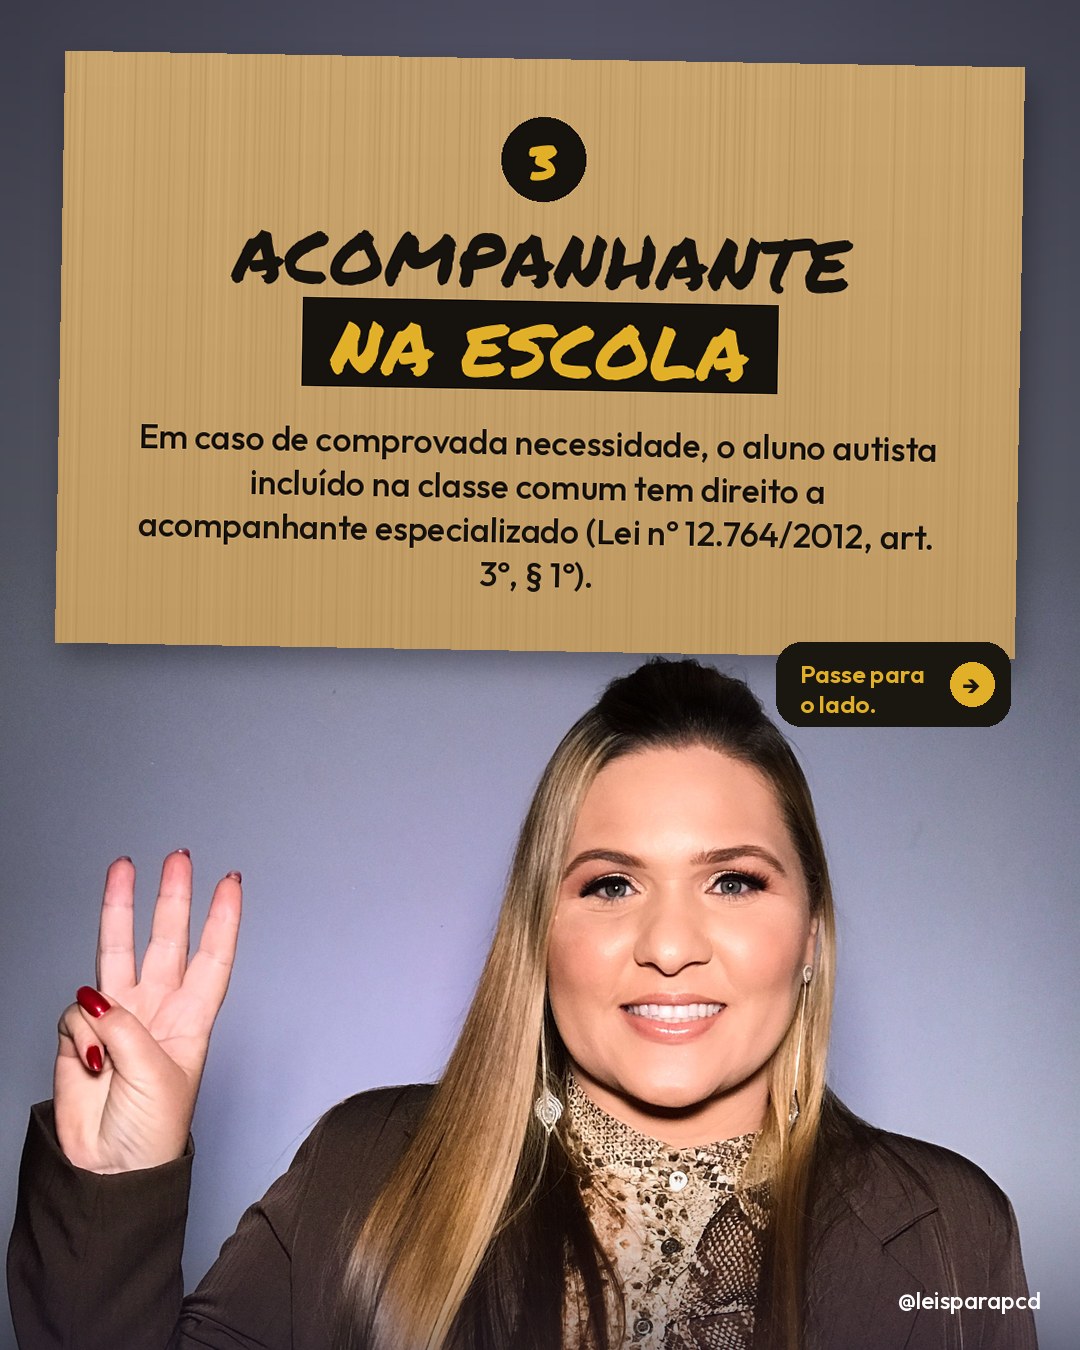 3
ACOMPANHANTE
NA ESCOLA
Em caso de comprovada necessidade, o aluno autista
incluído na classe comum tem direito a
acompanhante especializado (Lei nº 12.764/2012, art.
3º, § 1º).
Passe para
o lado.
@leisparapcd